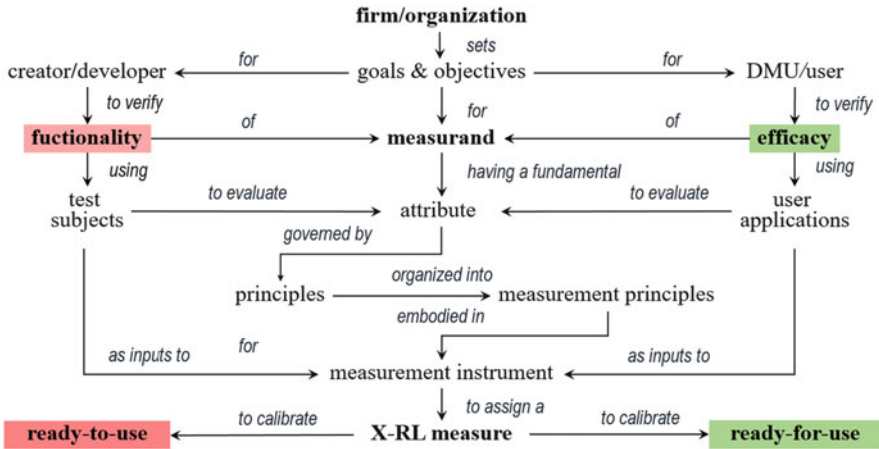 firm/organization
sets
for
for
creator/developer
goals & objectives
DMU/user
to verify
for
to verify
fuctionality
of
measurand
of
efficacy
using
having a fundamental
using
test
subjects
to evaluate
attribute
to evaluate
user
applications
governed by
organized into
principles
measurement principles
embodied in
as inputs to
for
as inputs to
measurement instrument
to assign a
to calibrate
to calibrate
ready-to-use
X-RL measure
ready-for-use